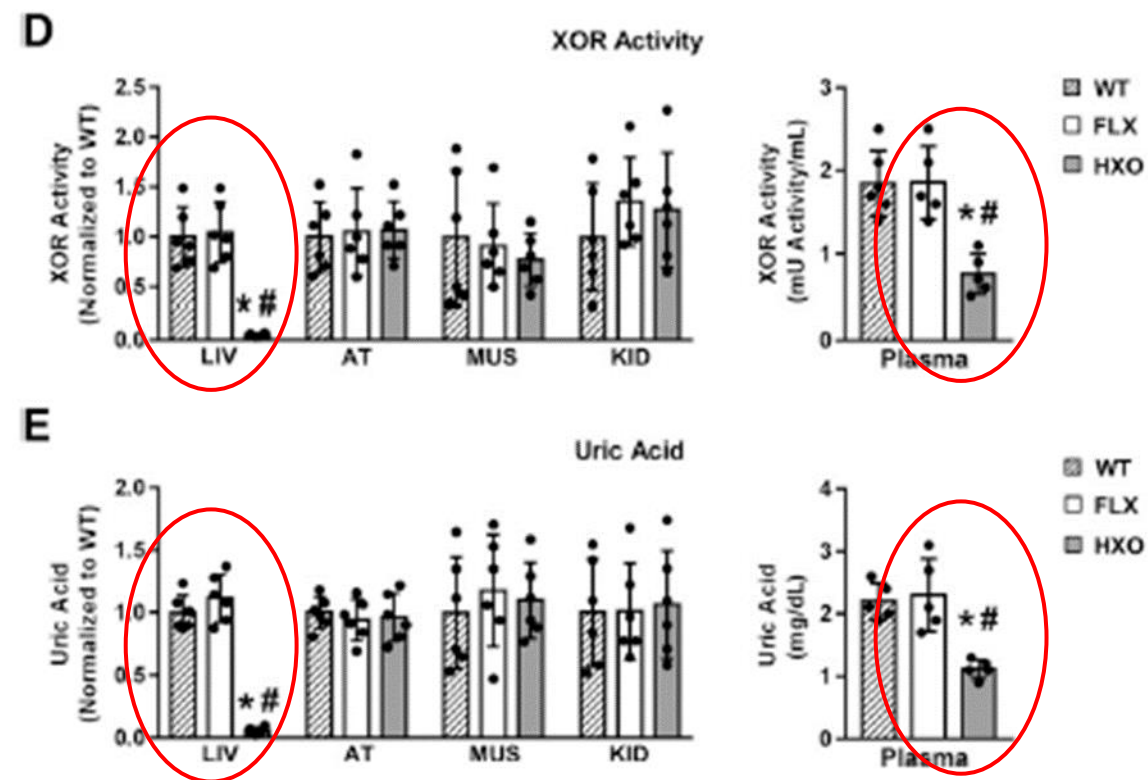 D
XOR Activity
XOR Activity
(Normalized to WT)
2.5
2.0
1.5
1.0
0.5
0.0
* #
LIV
AT
MUS
KID
XOR Activity
(mU Activity/mL)
3
2
1
0
* #
Plasma
WT
FLX
HXO
E
Uric Acid
Uric Acid
(Normalized to WT)
2.0
1.5
1.0
0.5
0.0
* #
LIV
AT
MUS
KID
Uric Acid
(mg/dL)
4
3
2
1
0
* #
Plasma
WT
FLX
HXO